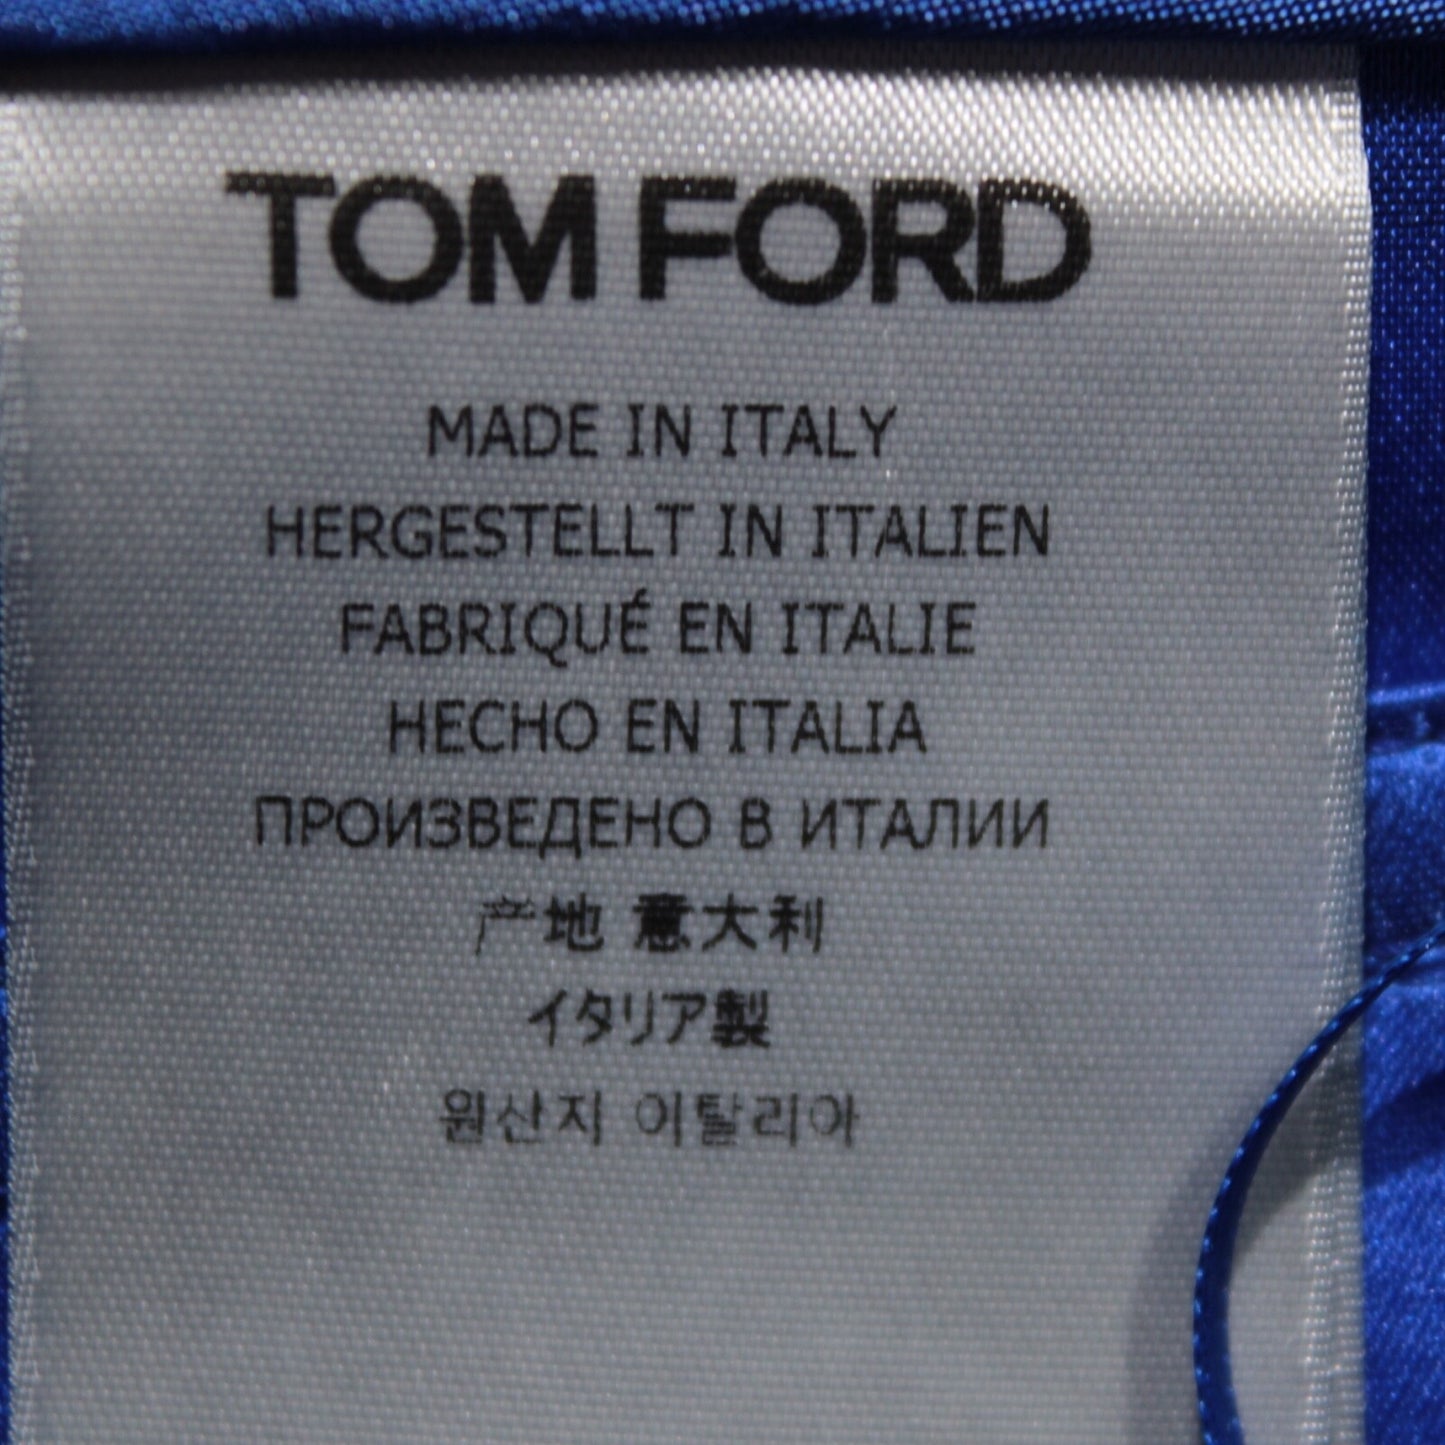 TOM FORD
MADE IN ITALY
HERGESTELLT IN ITALIEN
FABRIQUÉ EN ITALIE
HECHO EN ITALIA
ПРОИЗВЕДЕНО В ИТАЛИИ
产地 意大利
イタリア製
원산지 이탈리아